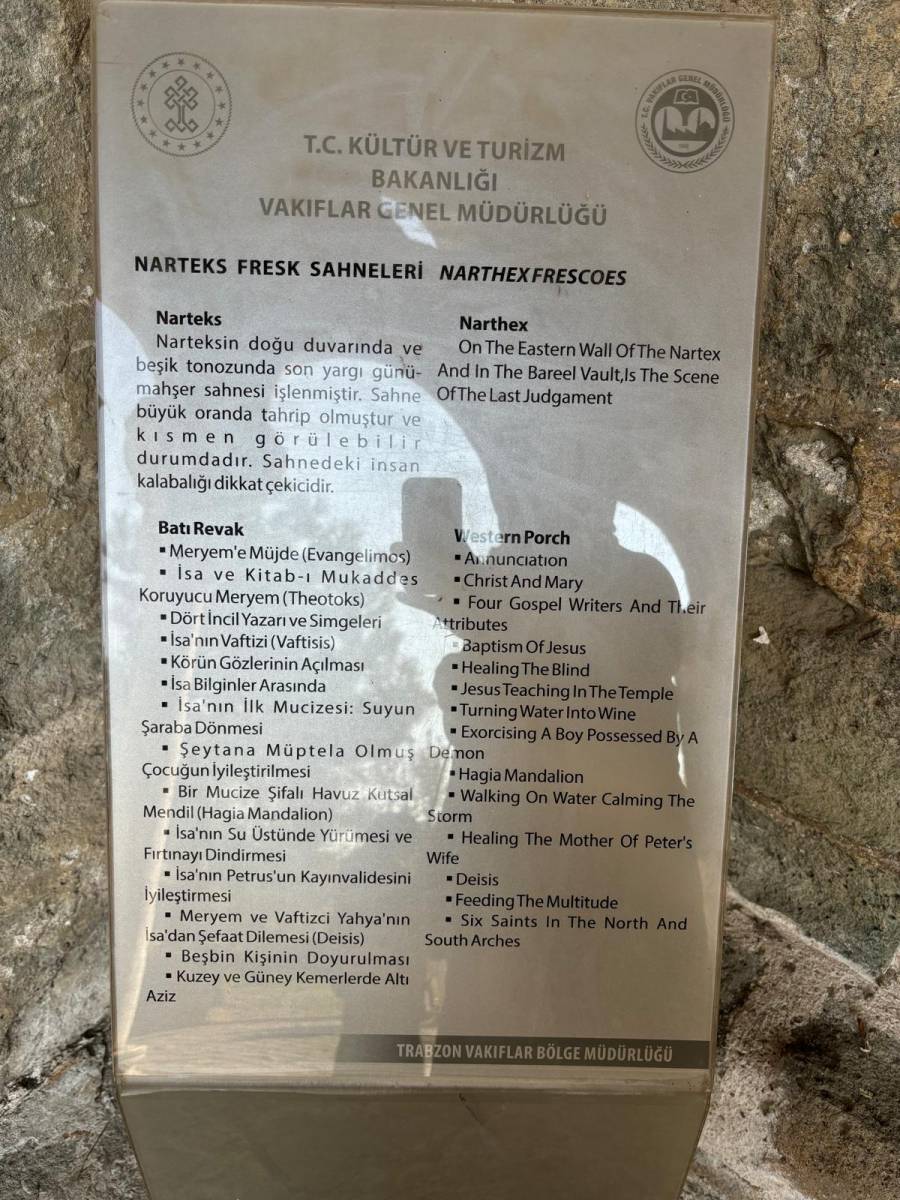 T.C. VAKIFLAR GENEL MÜDÜRLÜĞÜ
T.C. KÜLTÜR VE TURİZM
BAKANLIĞI
VAKIFLAR GENEL MÜDÜRLÜĞÜ
NARTEKS FRESK SAHNELERİ NARTHEX FRESCOES
Narteks
Narteksin doğu duvarında ve
beşik tonozunda son yargı günü-
mahşer sahnesi işlenmiştir. Sahne
büyük oranda tahrip olmuştur ve
kısmen görülebilir
durumdadır. Sahnedeki insan
kalabalığı dikkat çekicidir.
Narthex
On The Eastern Wall Of The Nartex
And In The Bareel Vault,Is The Scene
Of The Last Judgament
Batı Revak
▪ Meryem'e Müjde (Evangelimos)
▪ İsa ve Kitab-ı Mukaddes
Koruyucu Meryem (Theotoks)
▪ Dört İncil Yazarı ve Simgeleri
▪ İsa'nın Vaftizi (Vaftisis)
▪ Körün Gözlerinin Açılması
▪ İsa Bilginler Arasında
▪ İsa'nın İlk Mucizesi: Suyun
Şaraba Dönmesi
▪ Şeytana Müptela Olmuş
Çocuğun İyileştirilmesi
▪ Bir Mucize Şifalı Havuz Kutsal
Mendil (Hagia Mandalion)
▪ İsa'nın Su Üstünde Yürümesi ve
Fırtınayı Dindirmesi
▪ İsa'nın Petrus'un Kayınvalidesini
İyileştirmesi
▪ Meryem ve Vaftizci Yahya'nın
İsa'dan Şefaat Dilemesi (Deisis)
▪ Beşbin Kişinin Doyurulması
▪ Kuzey ve Güney Kemerlerde Altı
Aziz
Western Porch
▪ Annunciation
▪ Christ And Mary
▪ Four Gospel Writers And Their
Attributes
▪ Baptism Of Jesus
▪ Healing The Blind
▪ Jesus Teaching In The Temple
▪ Turning Water Into Wine
▪ Exorcising A Boy Possessed By A
Demon
▪ Hagia Mandalion
▪ Walking On Water Calming The
Storm
▪ Healing The Mother Of Peter's
Wife
▪ Deisis
▪ Feeding The Multitude
▪ Six Saints In The North And
South Arches
TRABZON VAKIFLAR BÖLGE MÜDÜRLÜĞÜ